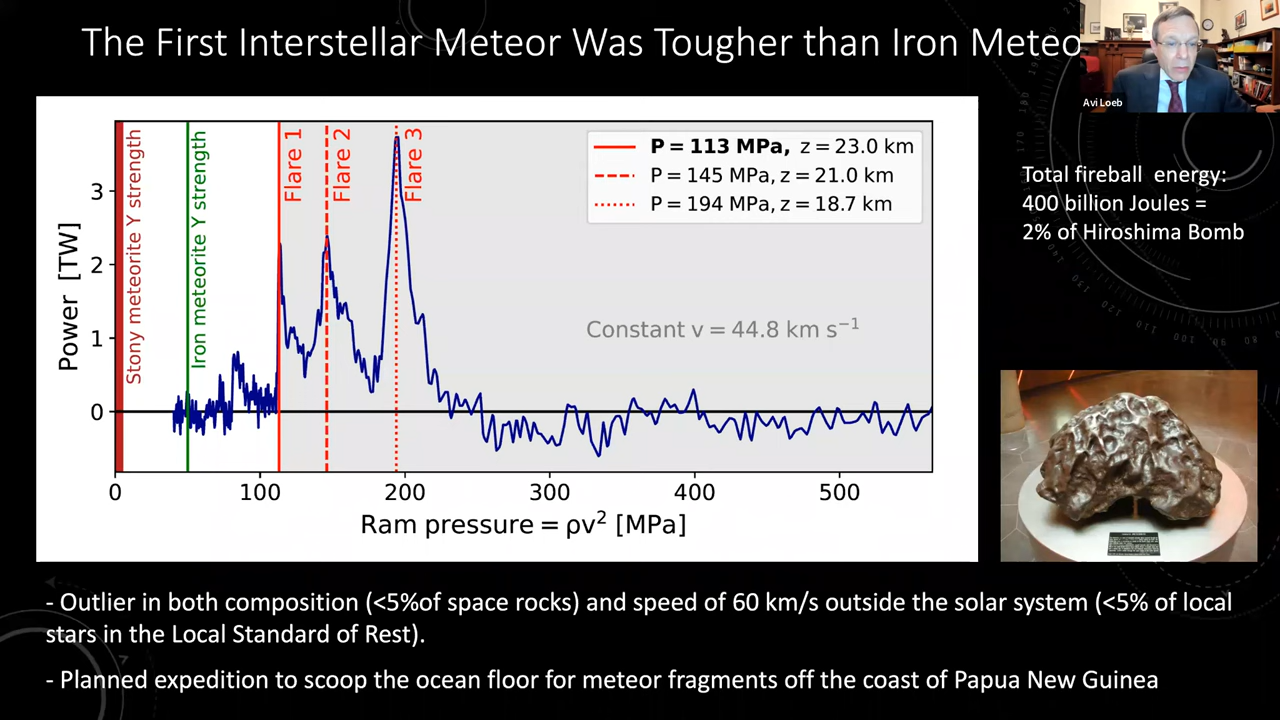 The First Interstellar Meteor Was Tougher than Iron Meteo
Avi Loeb
Stony meteorite Y strength
Iron meteorite Y strength
Flare 1
Flare 2
Flare 3
P = 113 MPa, z = 23.0 km
P = 145 MPa, z = 21.0 km
P = 194 MPa, z = 18.7 km
Constant v = 44.8 km s⁻¹
Power [TW]
3
2
1
0
0 100 200 300 400 500
Ram pressure = ρv² [MPa]
Total fireball energy:
400 billion Joules =
2% of Hiroshima Bomb
- Outlier in both composition (<5%of space rocks) and speed of 60 km/s outside the solar system (<5% of local
stars in the Local Standard of Rest).
- Planned expedition to scoop the ocean floor for meteor fragments off the coast of Papua New Guinea